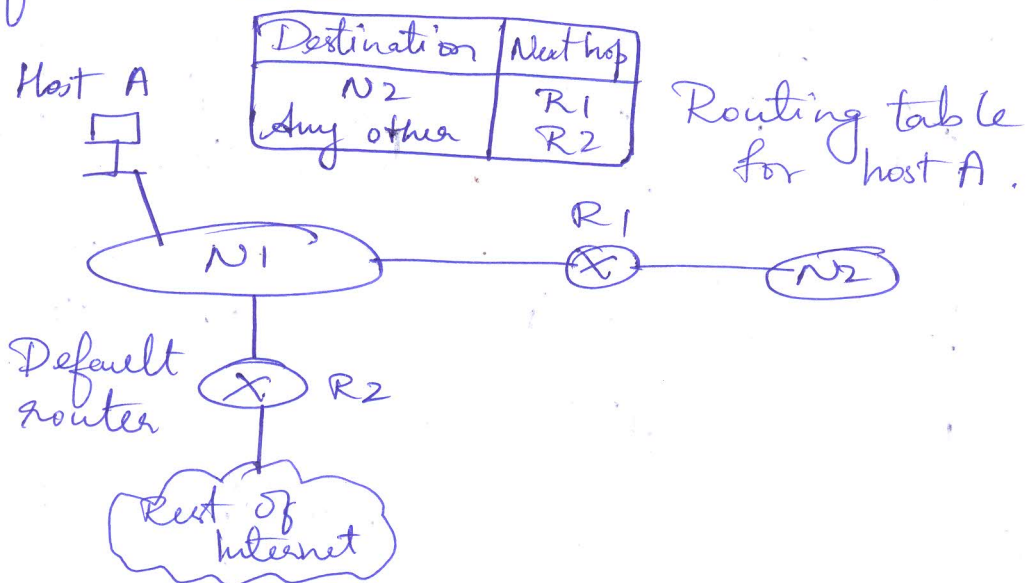 Destination Next hop
Host A
N2 R1
Any other R2
Routing table
for host A.
R1
N1
N2
Default
router
R2
Rest of
Internet